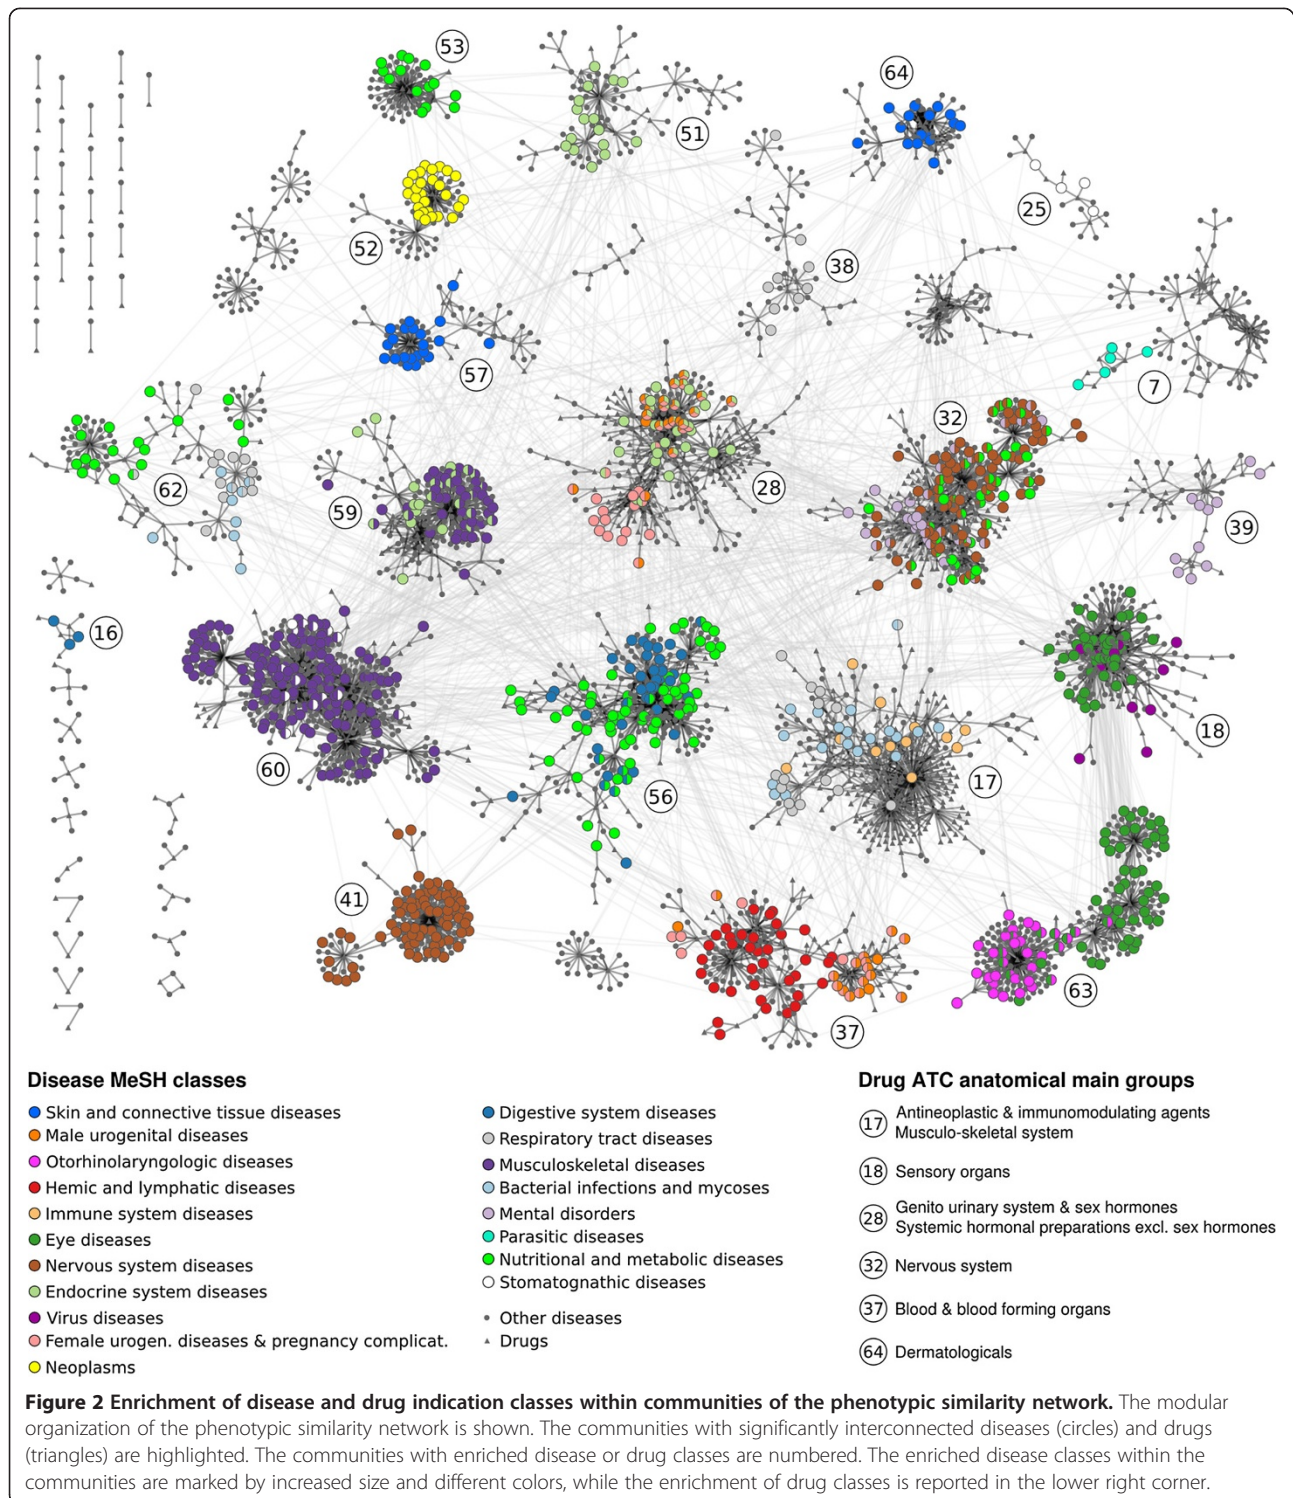 53
64
51
25
52
38
57
7
32
62
59
28
39
16
18
60
56
17
41
63
37
Disease MeSH classes
Skin and connective tissue diseases
Male urogenital diseases
Otorhinolaryngologic diseases
Hemic and lymphatic diseases
Immune system diseases
Eye diseases
Nervous system diseases
Endocrine system diseases
Virus diseases
Female urogen. diseases & pregnancy complicat.
Neoplasms
Digestive system diseases
Respiratory tract diseases
Musculoskeletal diseases
Bacterial infections and mycoses
Mental disorders
Parasitic diseases
Nutritional and metabolic diseases
Stomatognathic diseases
Other diseases
Drugs
Drug ATC anatomical main groups
17 Antineoplastic & immunomodulating agents
Musculo-skeletal system
18 Sensory organs
28 Genito urinary system & sex hormones
Systemic hormonal preparations excl. sex hormones
32 Nervous system
37 Blood & blood forming organs
64 Dermatologicals
Figure 2 Enrichment of disease and drug indication classes within communities of the phenotypic similarity network. The modular
organization of the phenotypic similarity network is shown. The communities with significantly interconnected diseases (circles) and drugs
(triangles) are highlighted. The communities with enriched disease or drug classes are numbered. The enriched disease classes within the
communities are marked by increased size and different colors, while the enrichment of drug classes is reported in the lower right corner.